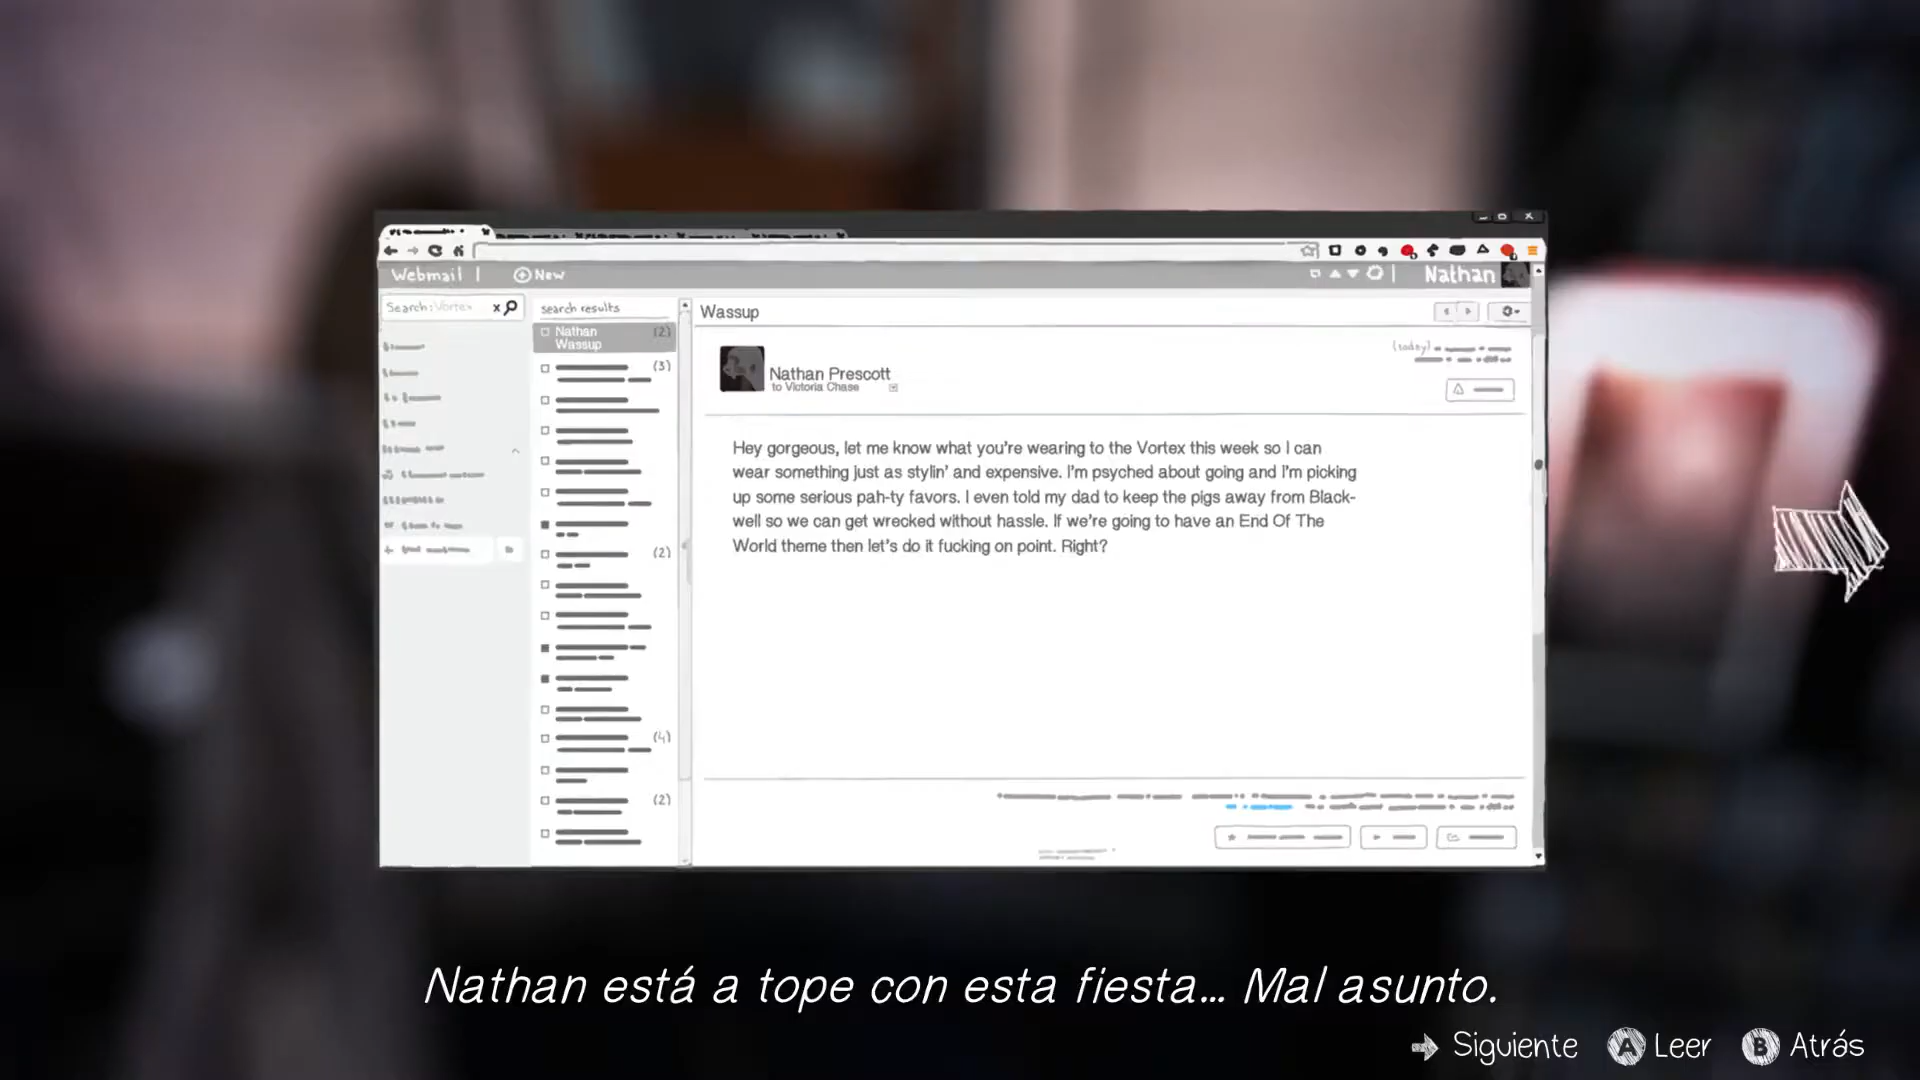 Webmail | New
Nathan
Search: Vortex x
search results
Nathan (2)
Wassup
(3)
(2)
(4)
(2)
Wassup
(today)
Nathan Prescott
to Victoria Chase
Hey gorgeous, let me know what you're wearing to the Vortex this week so I can
wear something just as stylin' and expensive. I'm psyched about going and I'm picking
up some serious pah-ty favors. I even told my dad to keep the pigs away from Black-
well so we can get wrecked without hassle. If we're going to have an End Of The
World theme then let's do it fucking on point. Right?
Nathan está a tope con esta fiesta... Mal asunto.
Siguiente A Leer B Atrás